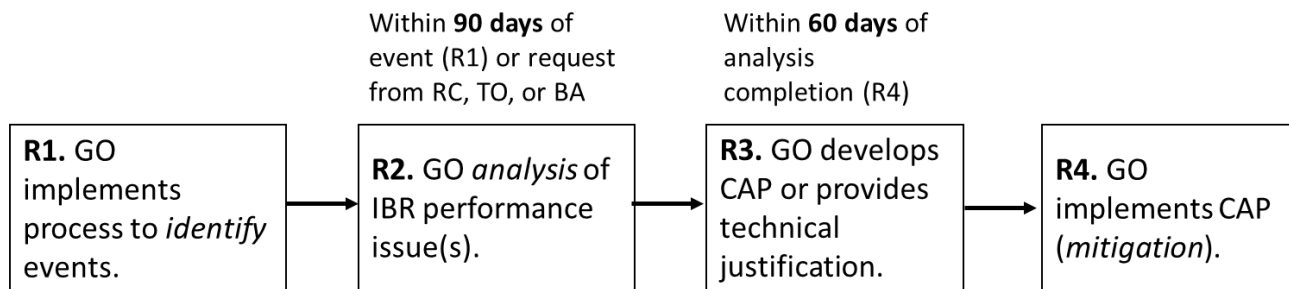 Within 90 days of
event (R1) or request
from RC, TO, or BA
Within 60 days of
analysis
completion (R4)
R1. GO
implements
process to identify
events.
R2. GO analysis of
IBR performance
issue(s).
R3. GO develops
CAP or provides
technical
justification.
R4. GO
implements CAP
(mitigation).